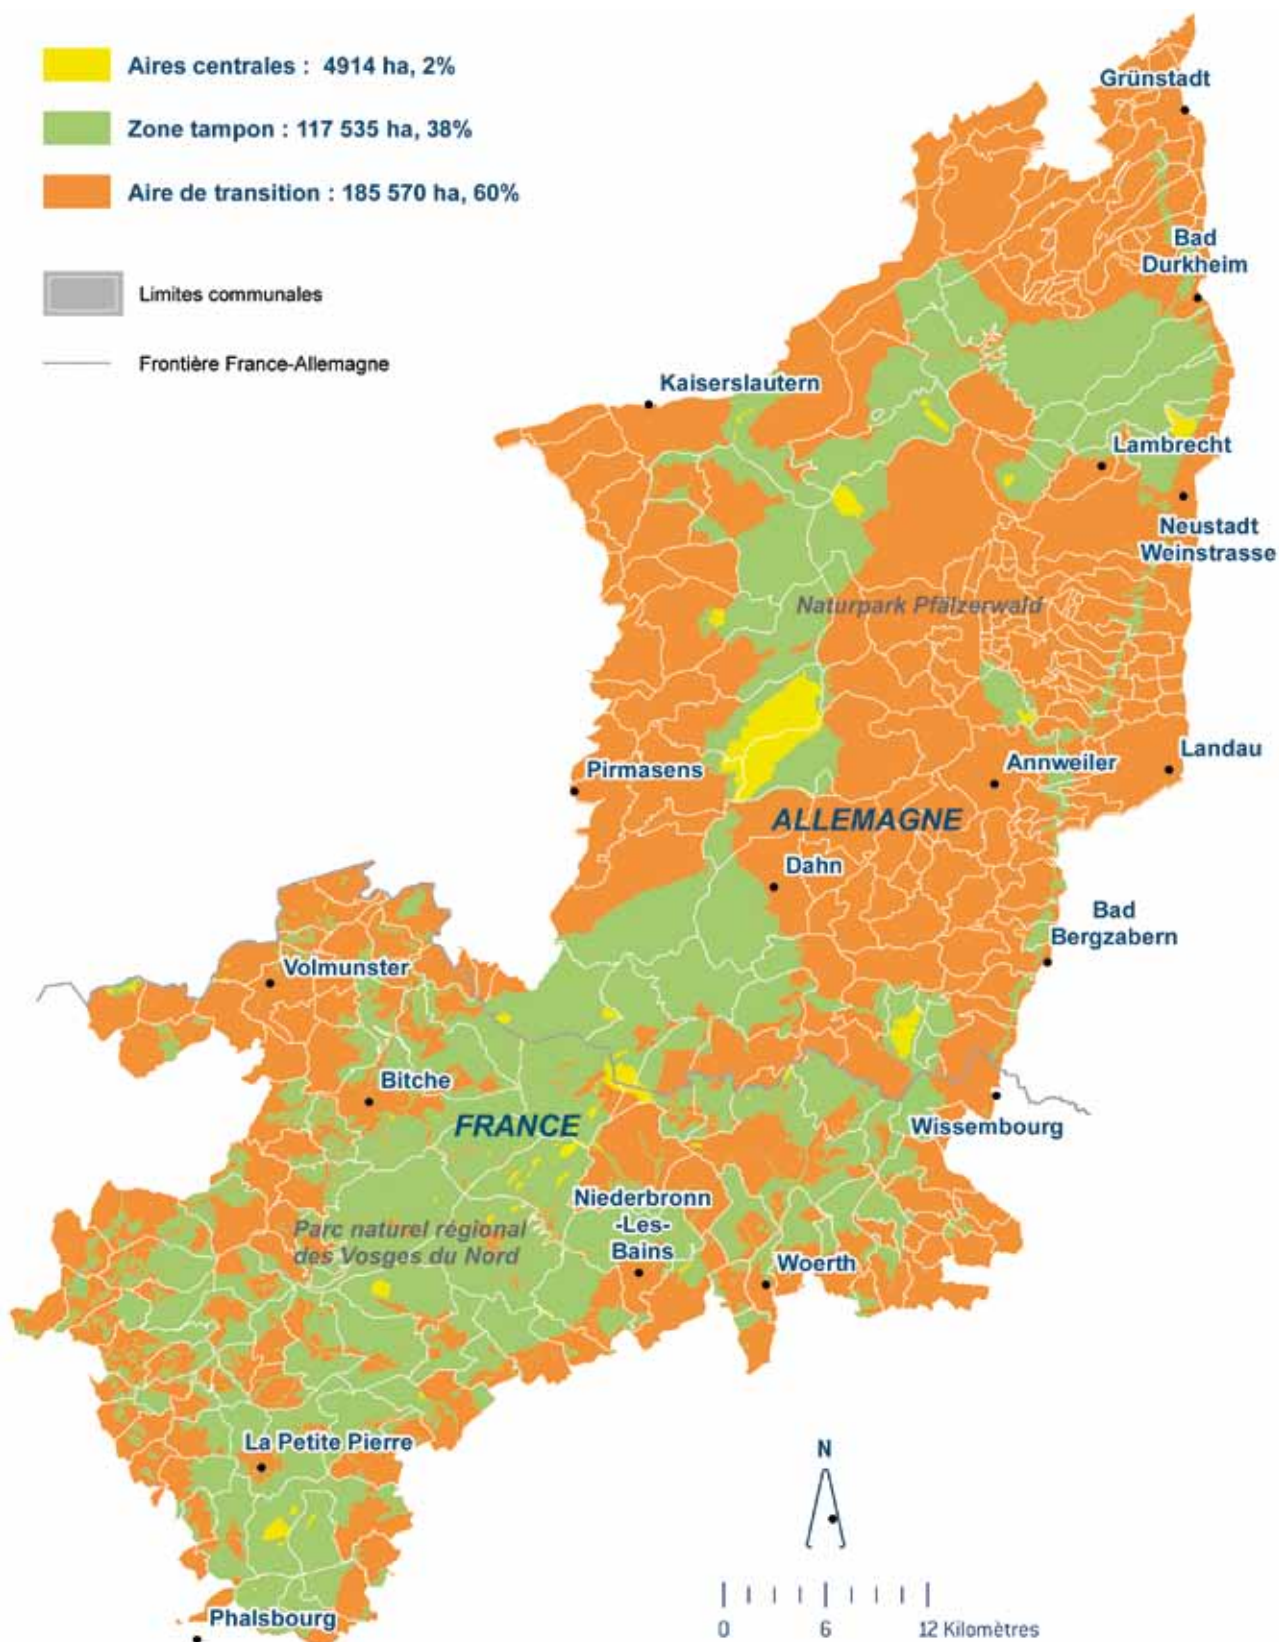 Aires centrales : 4914 ha, 2%
Zone tampon : 117 535 ha, 38%
Aire de transition : 185 570 ha, 60%
Limites communales
Frontière France-Allemagne
Grünstadt
Bad
Durkheim
Kaiserslautern
Lambrecht
Neustadt
Weinstrasse
Naturpark Pfälzerwald
Pirmasens
Annweiler
Landau
ALLEMAGNE
Dahn
Bad
Bergzabern
Volmunster
Bitche
FRANCE
Wissembourg
Niederbronn
-Les-
Bains
Parc naturel régional
des Vosges du Nord
Woerth
La Petite Pierre
N
Phalsbourg
0 6 12 Kilomètres